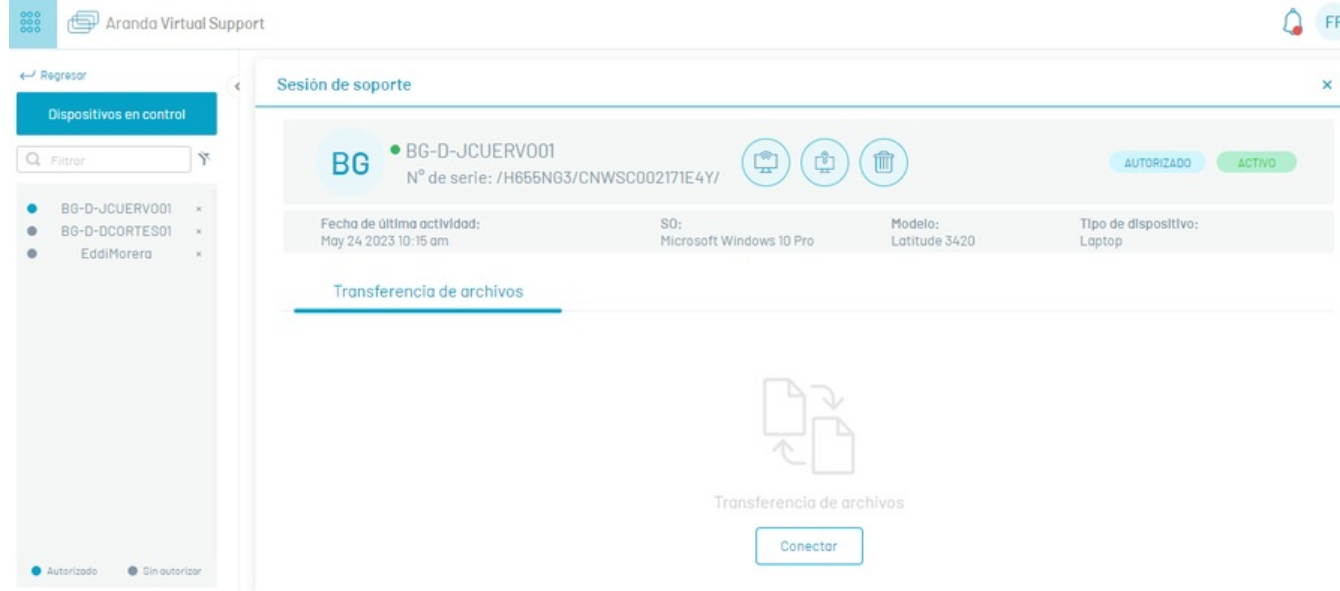 Aranda Virtual Support
FR
Regresar
Dispositivos en control
Filtrar
BG-D-JCUERVO01 ×
BG-D-DCORTES01 ×
EddiMorera ×
Autorizado Sin autorizar
Sesión de soporte ×
BG
BG-D-JCUERVO01
N° de serie: /H655NG3/CNWSC002171E4Y/
AUTORIZADO ACTIVO
Fecha de última actividad: SO: Modelo: Tipo de dispositivo:
May 24 2023 10:15 am Microsoft Windows 10 Pro Latitude 3420 Laptop
Transferencia de archivos
Transferencia de archivos
Conectar